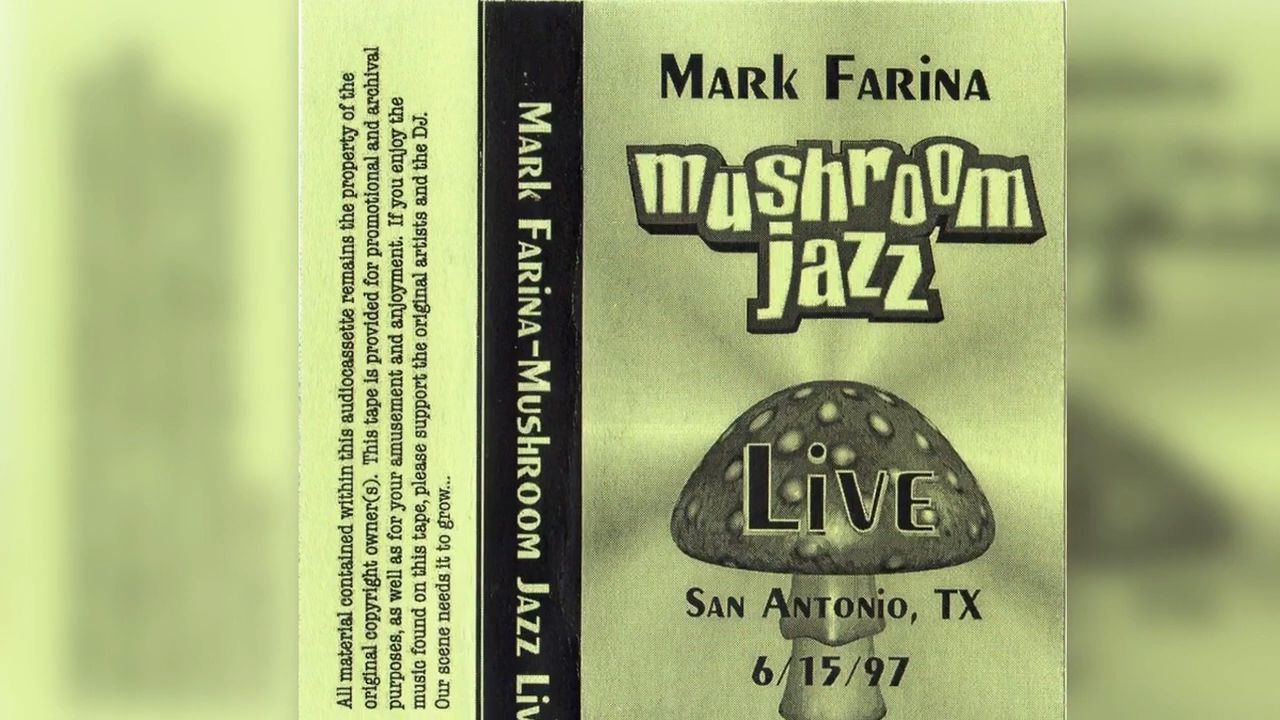 All material contained within this audiocassette remains the property of the
original copyright owner(s). This tape is provided for promotional and archival
purposes, as well as for your amusement and enjoyment. If you enjoy the
music found on this tape, please support the original artists and the DJ.
Our scene needs it to grow...
Mark Farina-Mushroom Jazz Liv
Mark Farina
mushroom
jazz
Live
San Antonio, TX
6/15/97